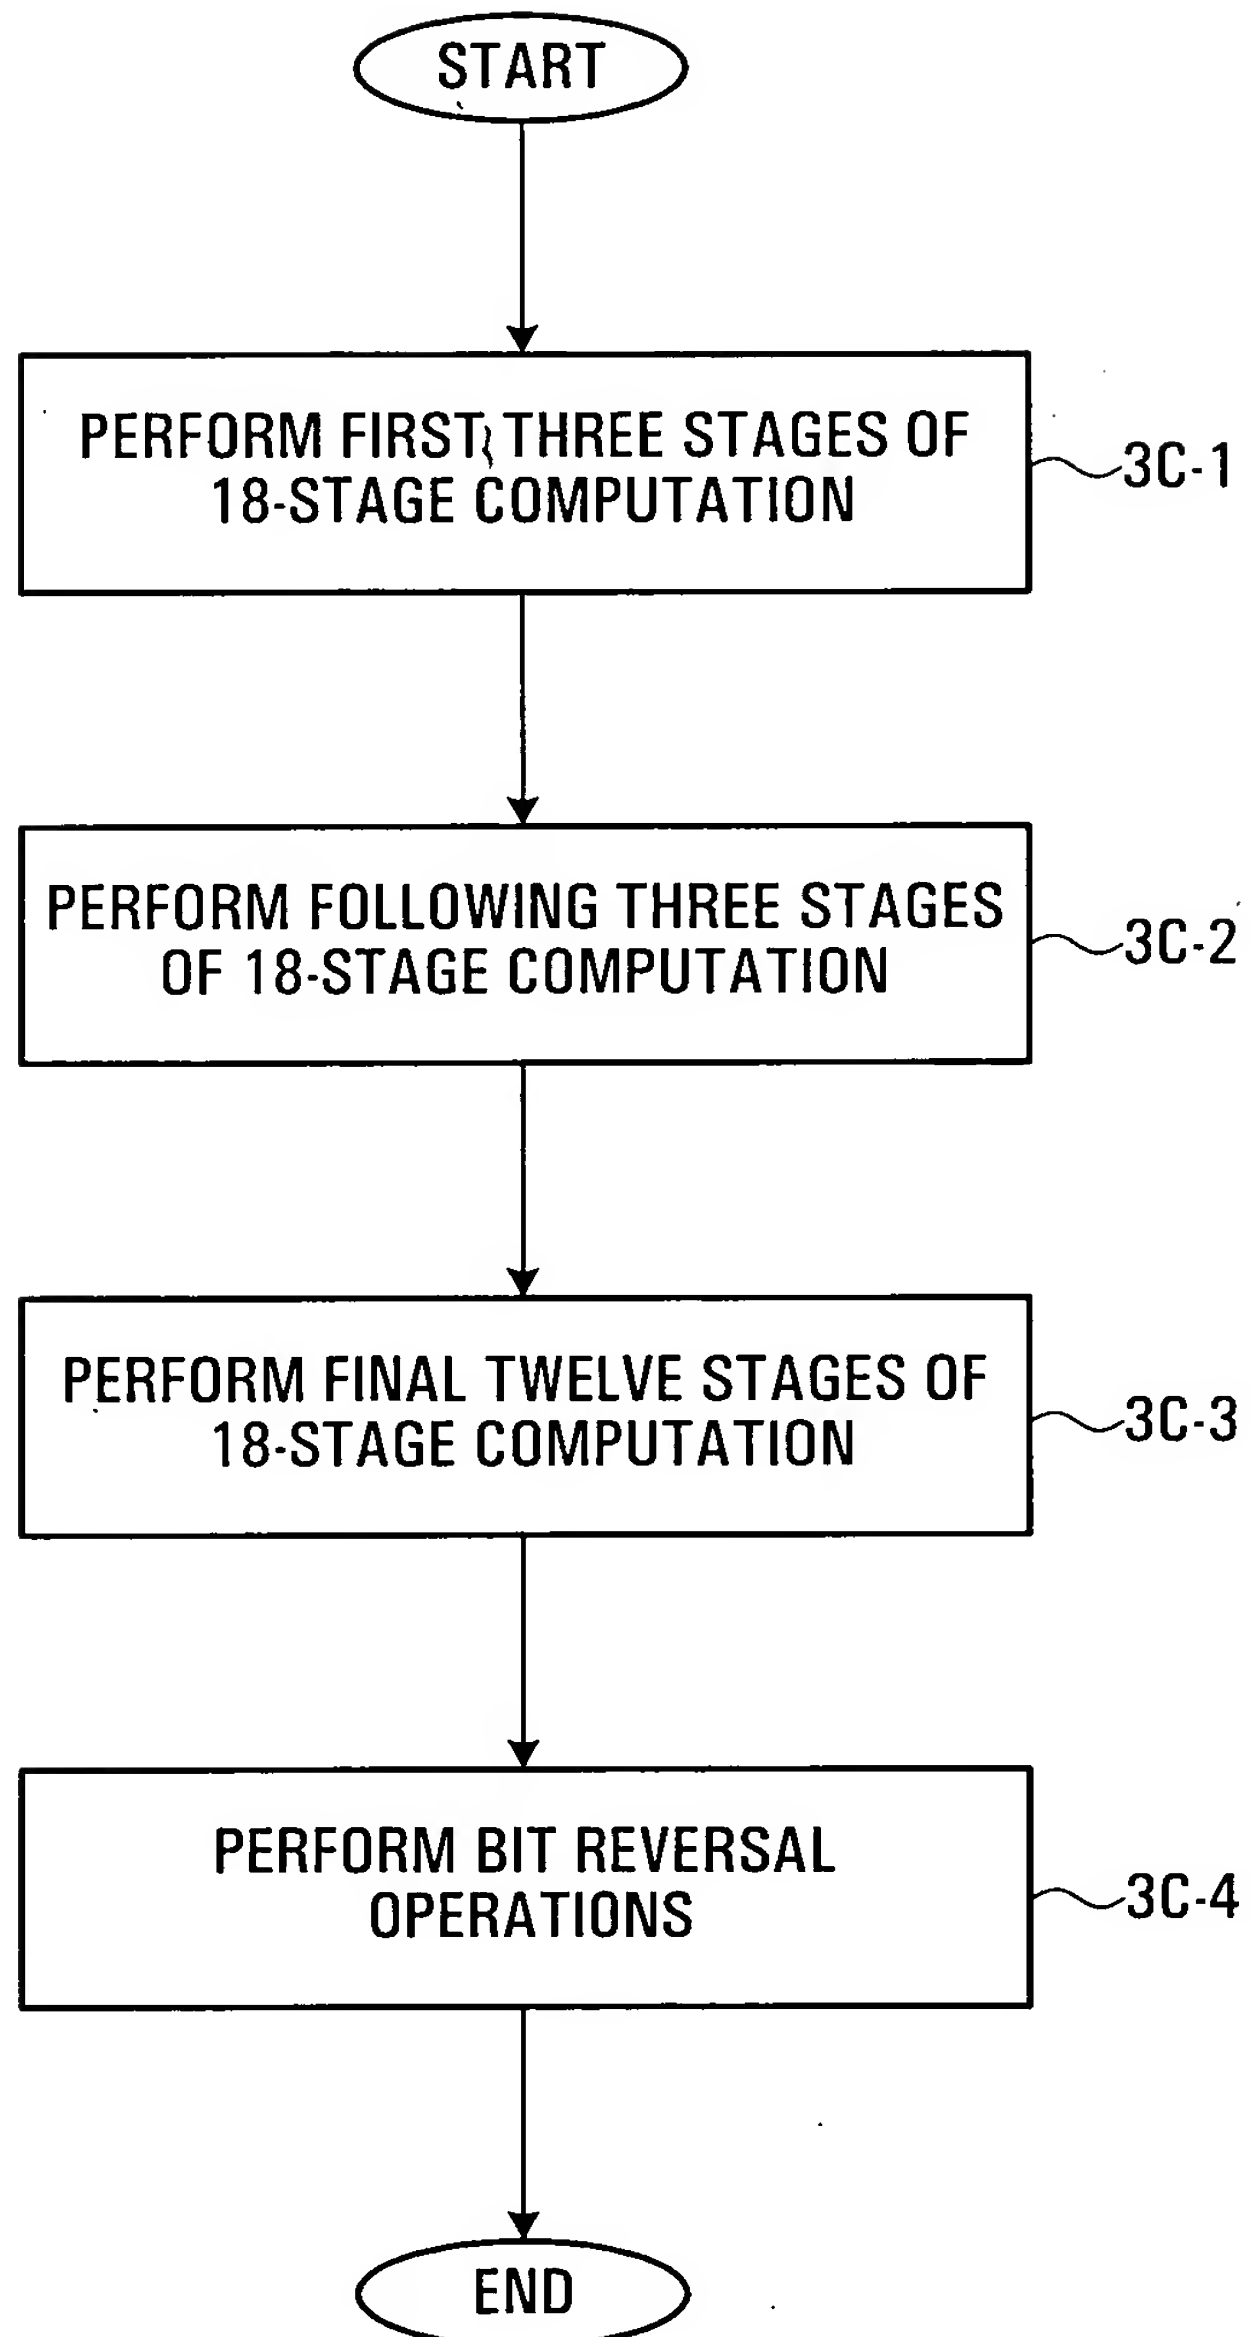 START
PERFORM FIRST THREE STAGES OF
18-STAGE COMPUTATION
3C-1
PERFORM FOLLOWING THREE STAGES
OF 18-STAGE COMPUTATION
3C-2
PERFORM FINAL TWELVE STAGES OF
18-STAGE COMPUTATION
3C-3
PERFORM BIT REVERSAL
OPERATIONS
3C-4
END